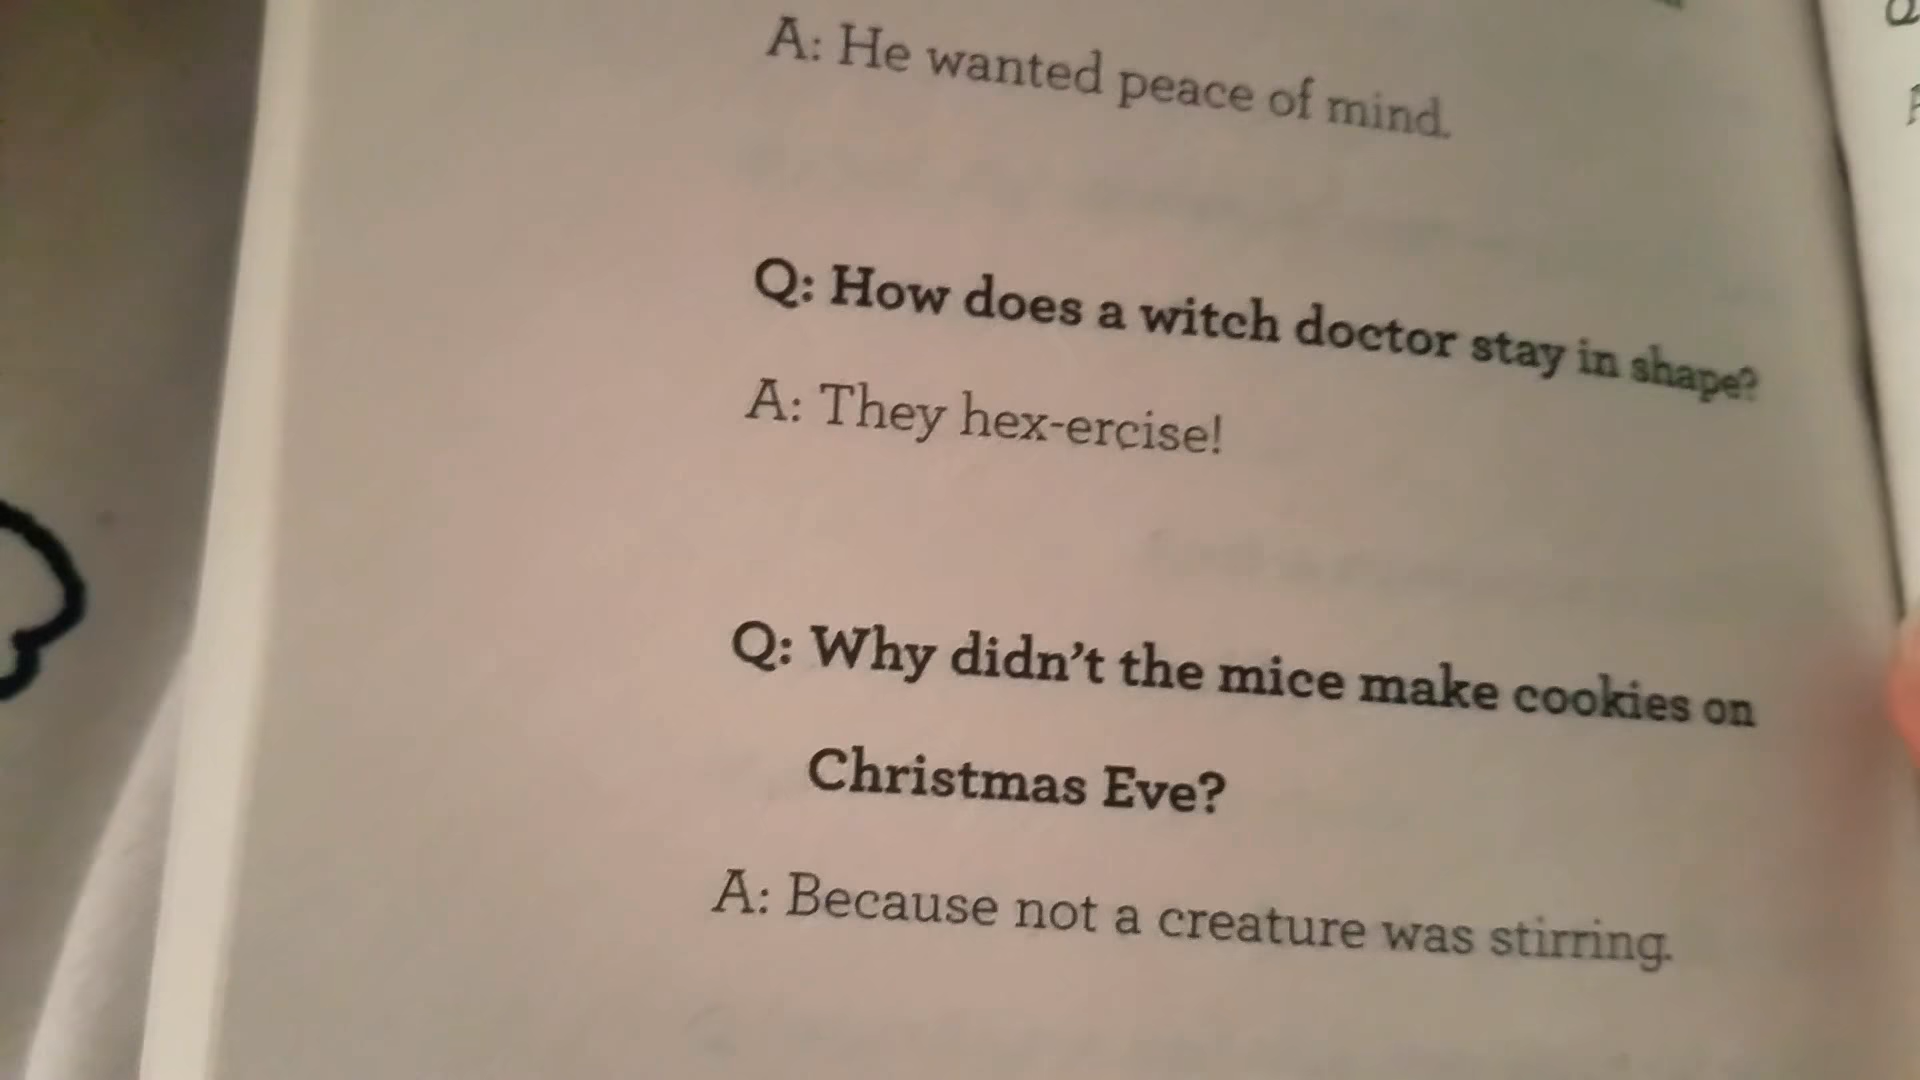 A: He wanted peace of mind.
Q: How does a witch doctor stay in shape?
A: They hex-ercise!
Q: Why didn't the mice make cookies on
Christmas Eve?
A: Because not a creature was stirring.